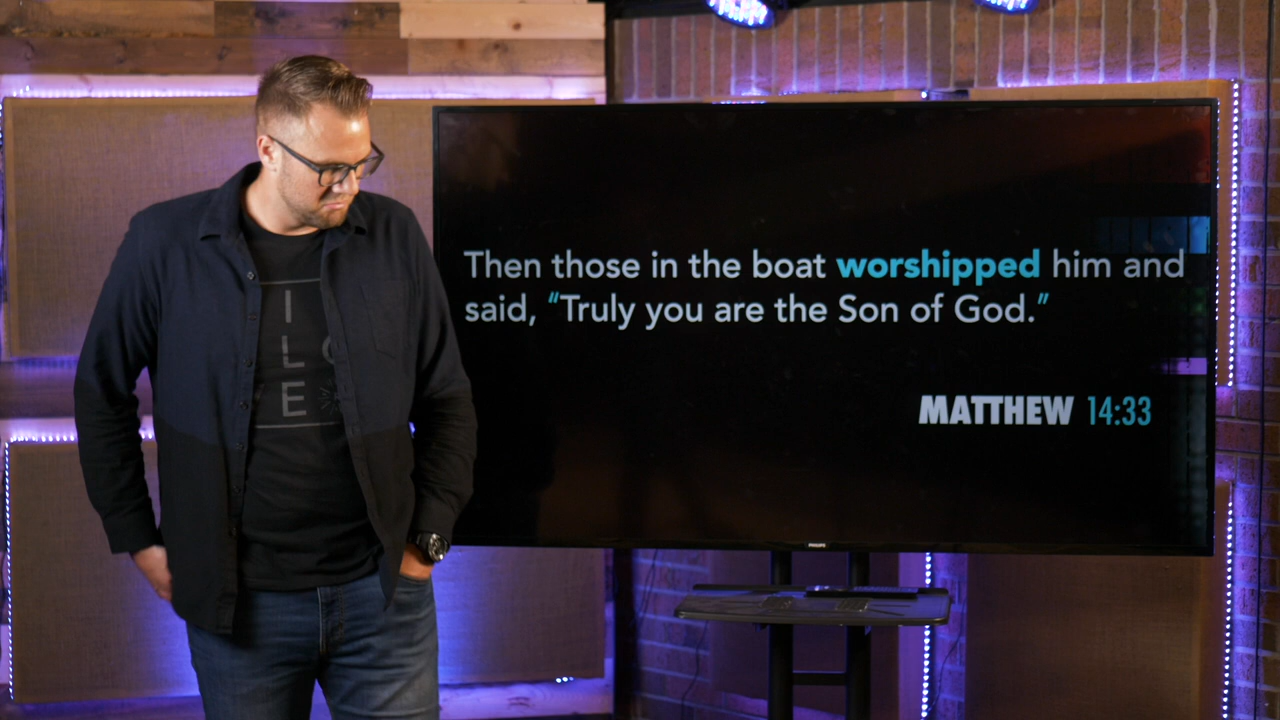 Then those in the boat worshipped him and
said, “Truly you are the Son of God.”
MATTHEW 14:33
I
L
E
PHILIPS